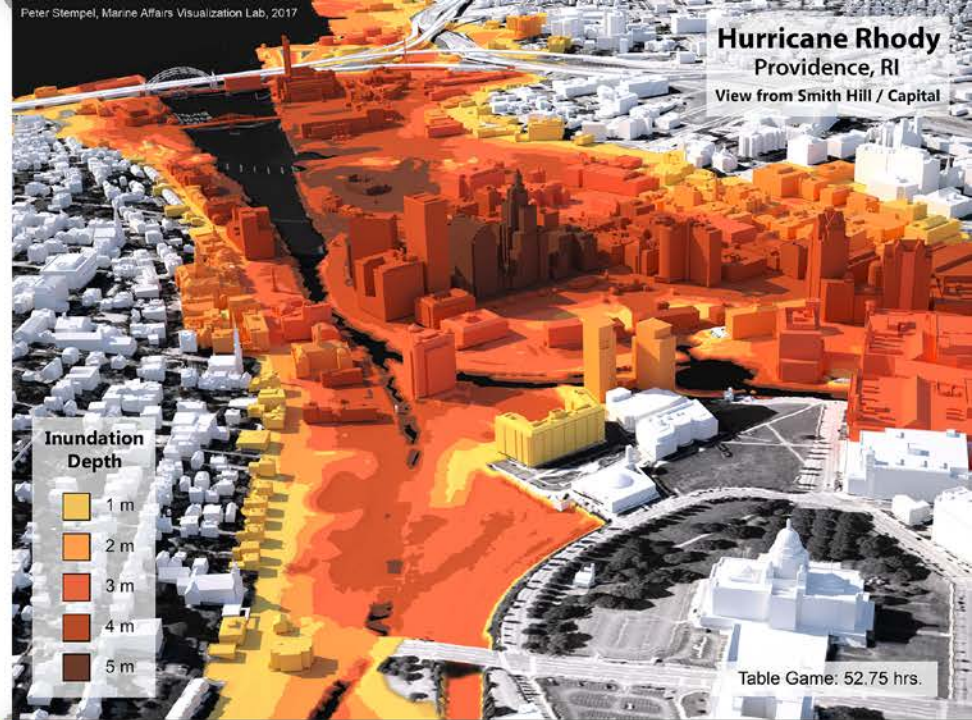 Peter Stempel, Marine Affairs Visualization Lab, 2017
Hurricane Rhody
Providence, RI
View from Smith Hill / Capital
Inundation
Depth
1 m
2 m
3 m
4 m
5 m
Table Game: 52.75 hrs.